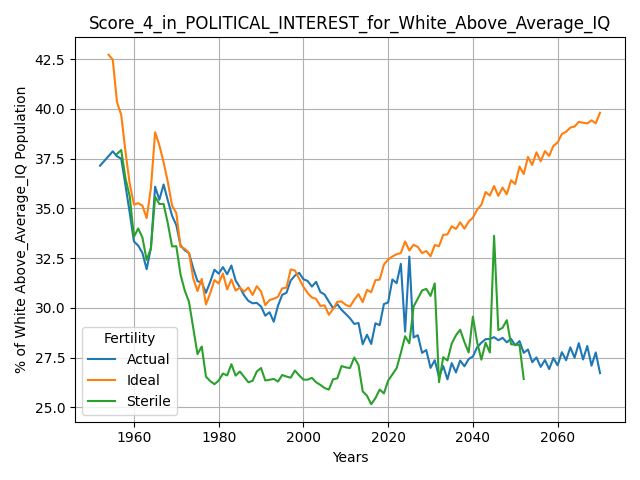 Score_4_in_POLITICAL_INTEREST_for_White_Above_Average_IQ
% of White Above_Average_IQ Population
42.5
40.0
37.5
35.0
32.5
30.0
27.5
25.0
Fertility
Actual
Ideal
Sterile
1960
1980
2000
2020
2040
2060
Years